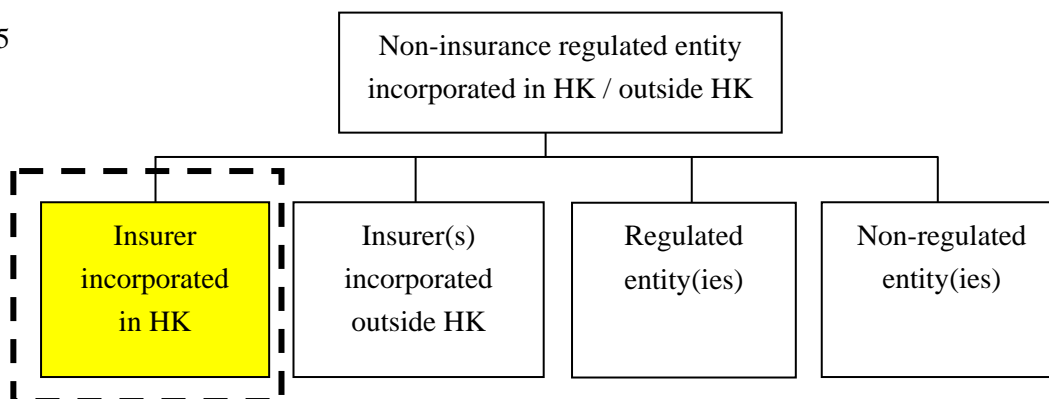 5
Non-insurance regulated entity
incorporated in HK / outside HK
Insurer
incorporated
in HK
Insurer(s)
incorporated
outside HK
Regulated
entity(ies)
Non-regulated
entity(ies)